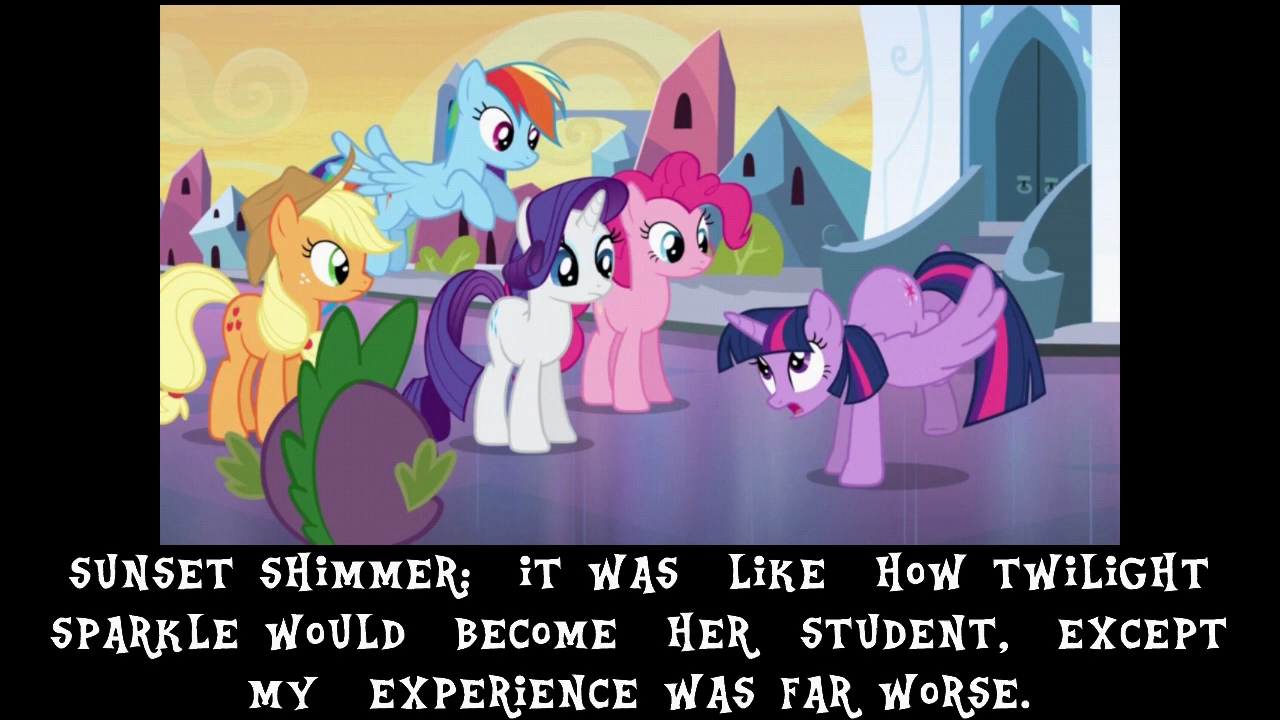 SUNSET SHiMMER: iT WAS LiKE HOW TWiLiGHT
SPARKLE WOULD BECOME HER STUDENT, EXCEPT
MY EXPERiENCE WAS FAR WORSE.